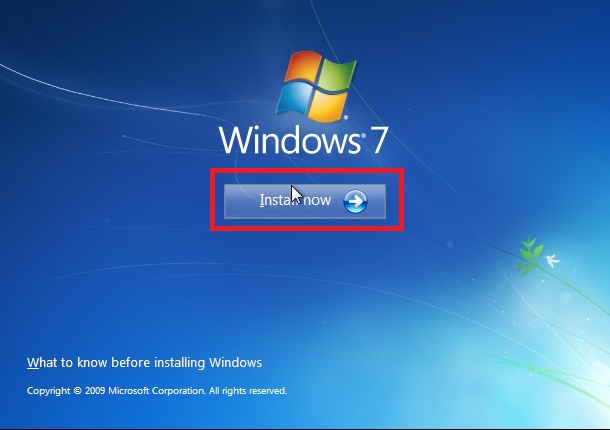 Windows® 7
Install now
What to know before installing Windows
Copyright © 2009 Microsoft Corporation. All rights reserved.